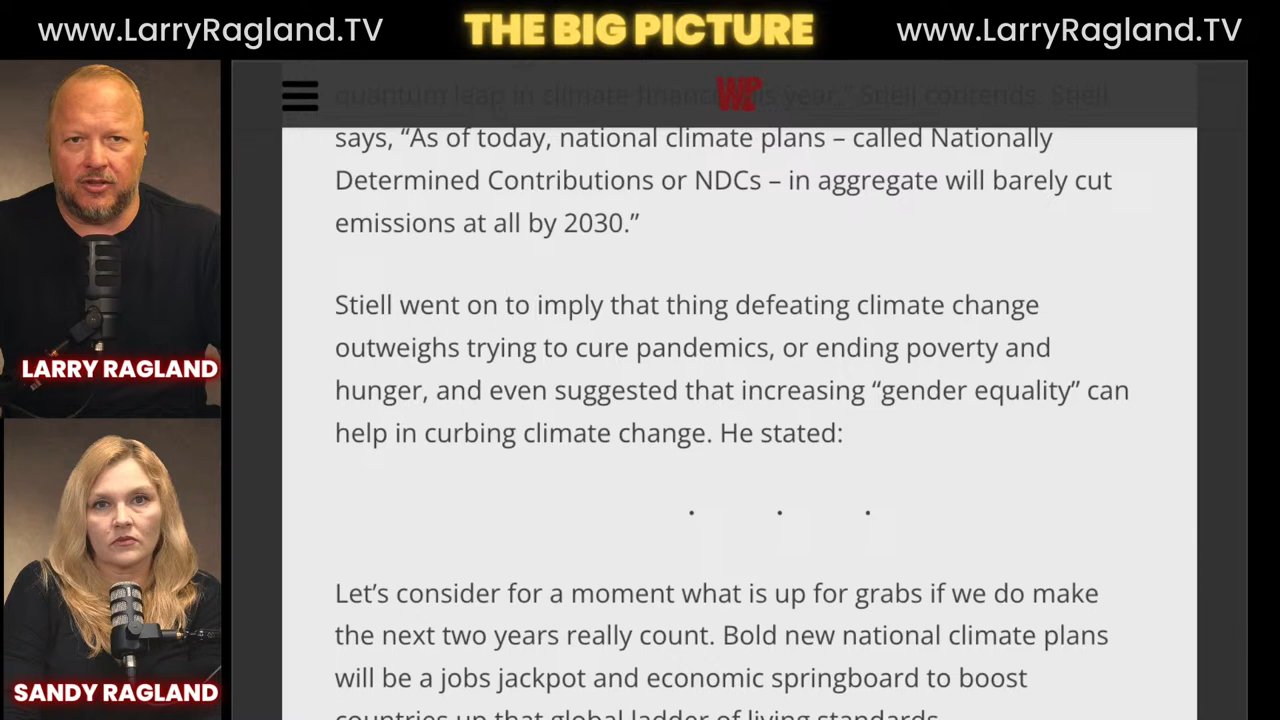 www.LarryRagland.TV
THE BIG PICTURE
www.LarryRagland.TV
quantum leap in climate finance this year,” Stiell contends. Stiell
says, “As of today, national climate plans – called Nationally
Determined Contributions or NDCs – in aggregate will barely cut
emissions at all by 2030.”
Stiell went on to imply that thing defeating climate change
outweighs trying to cure pandemics, or ending poverty and
hunger, and even suggested that increasing “gender equality” can
help in curbing climate change. He stated:
. . .
Let’s consider for a moment what is up for grabs if we do make
the next two years really count. Bold new national climate plans
will be a jobs jackpot and economic springboard to boost
countries up that global ladder of living standards.
LARRY RAGLAND
SANDY RAGLAND